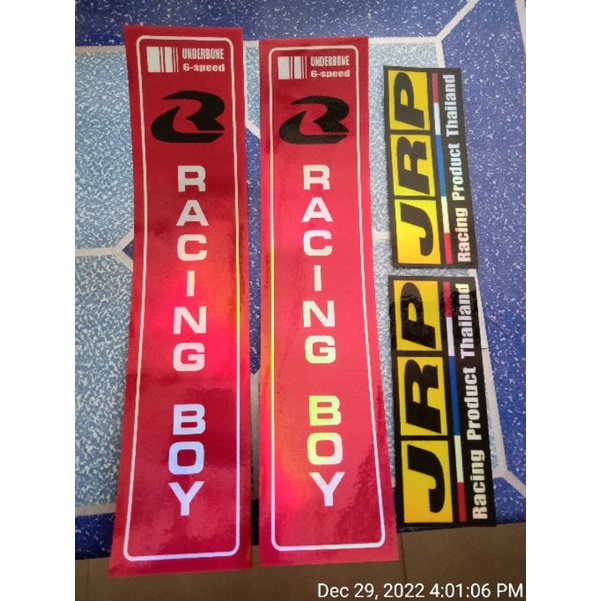 UNDERBONE
6-speed
R
RACING BOY
UNDERBONE
6-speed
R
RACING BOY
JRP
Racing Product Thailand
JRP
Racing Product Thailand
Dec 29, 2022 4:01:06 PM